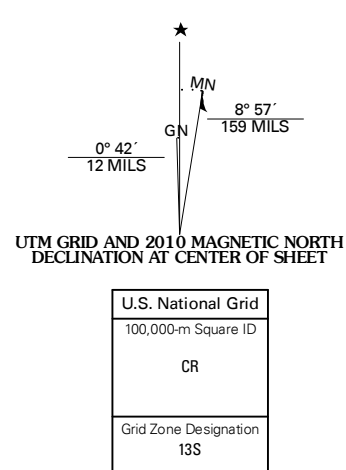 ★
MN
8° 57´
159 MILS
GN
0° 42´
12 MILS
UTM GRID AND 2010 MAGNETIC NORTH
DECLINATION AT CENTER OF SHEET
U.S. National Grid
100,000-m Square ID
CR
Grid Zone Designation
13S